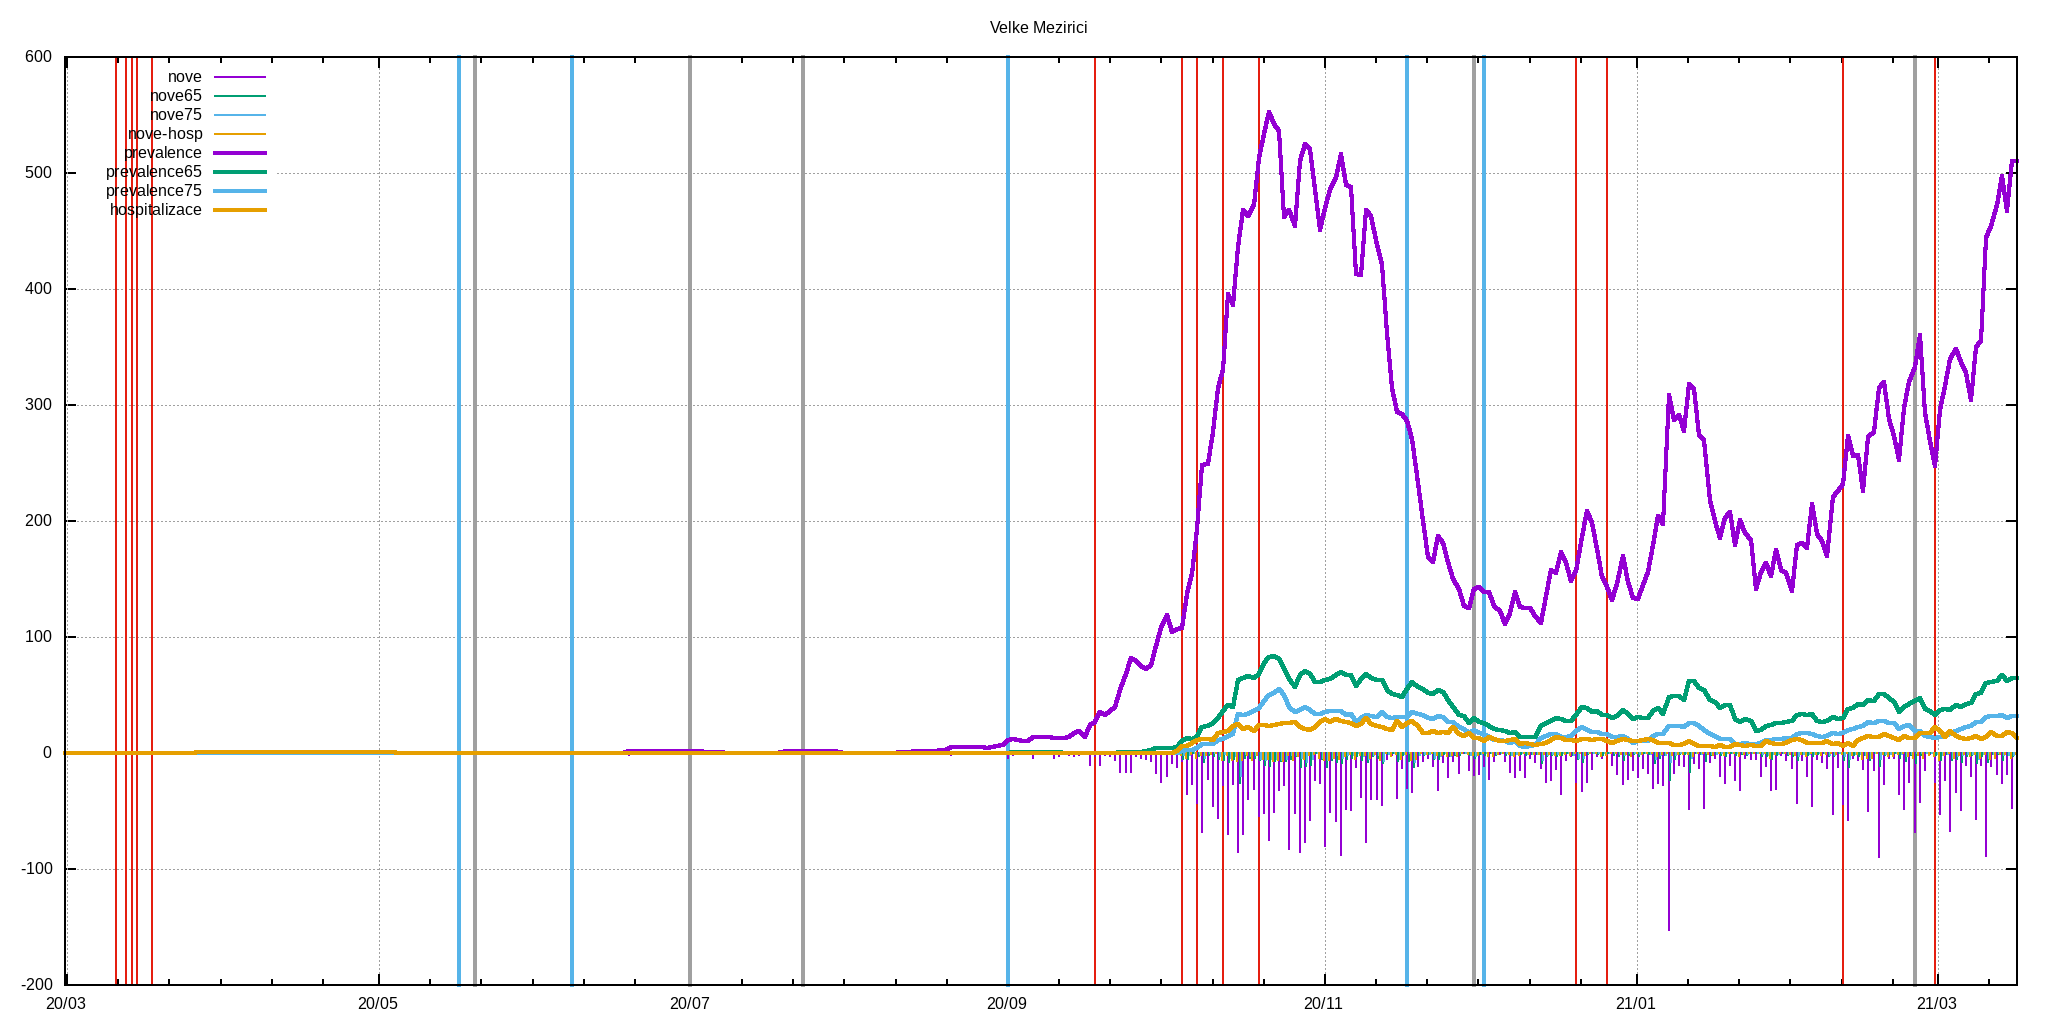 Velke Mezirici
600
500
400
300
200
100
0
-100
-200
nove
nove65
nove75
nove-hosp
prevalence
prevalence65
prevalence75
hospitalizace
20/03 20/05 20/07 20/09 20/11 21/01 21/03